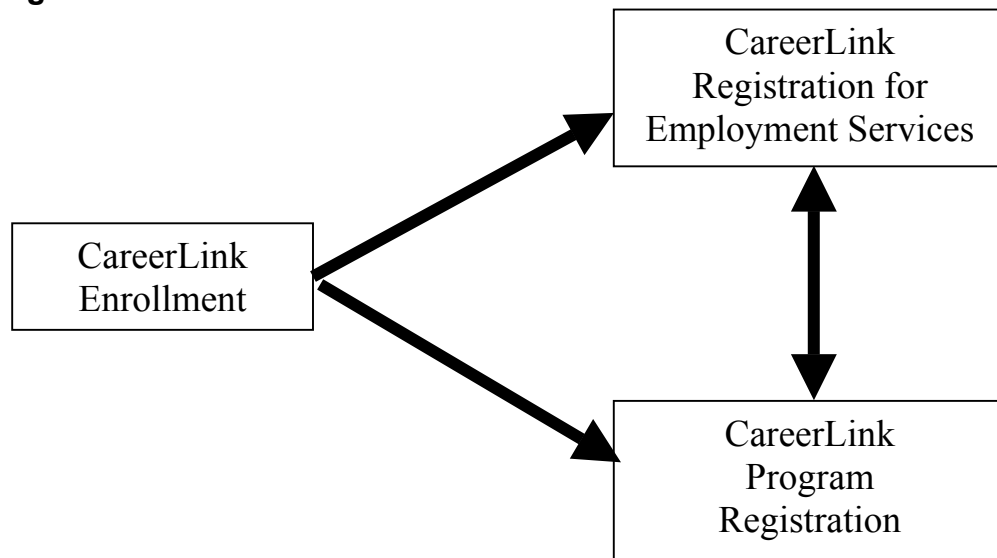 CareerLink
Registration for
Employment Services
CareerLink
Enrollment
CareerLink
Program
Registration